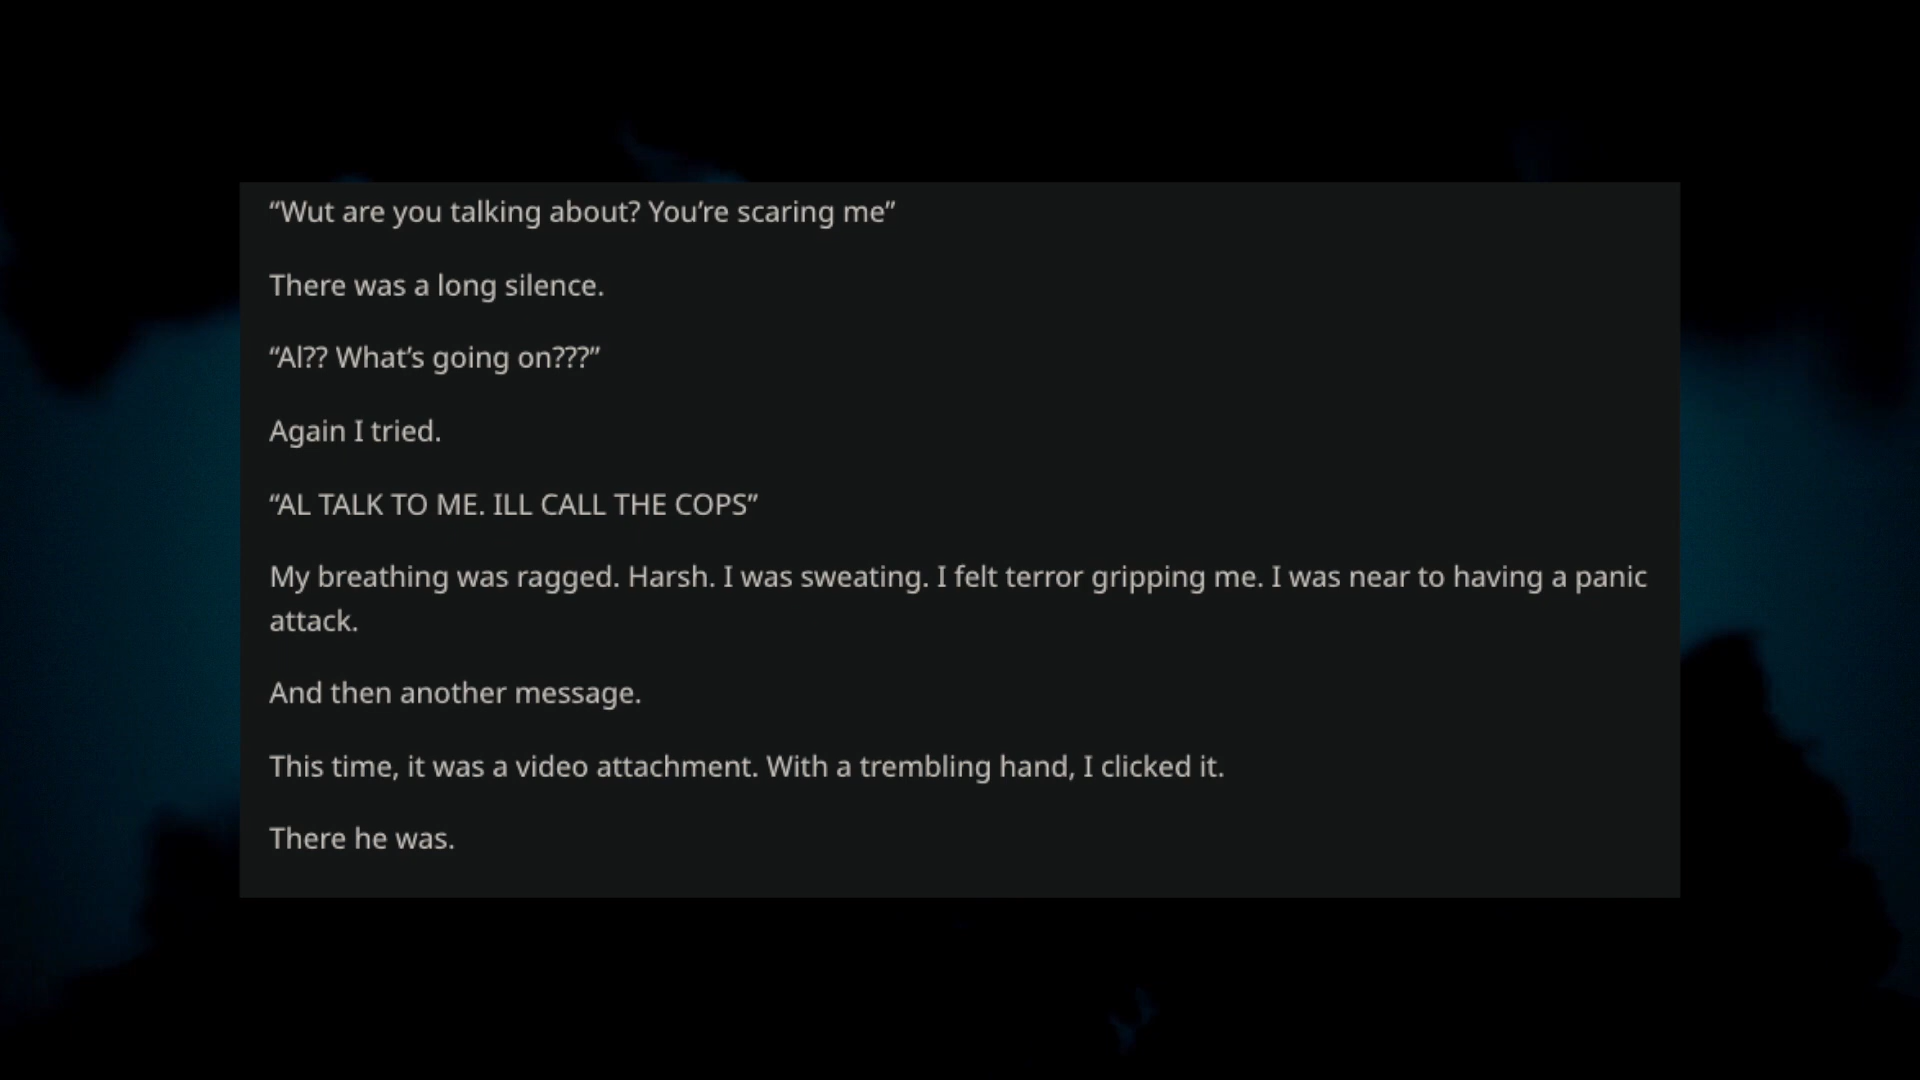 “Wut are you talking about? You’re scaring me”
There was a long silence.
“Al?? What’s going on???”
Again I tried.
“AL TALK TO ME. ILL CALL THE COPS”
My breathing was ragged. Harsh. I was sweating. I felt terror gripping me. I was near to having a panic
attack.
And then another message.
This time, it was a video attachment. With a trembling hand, I clicked it.
There he was.